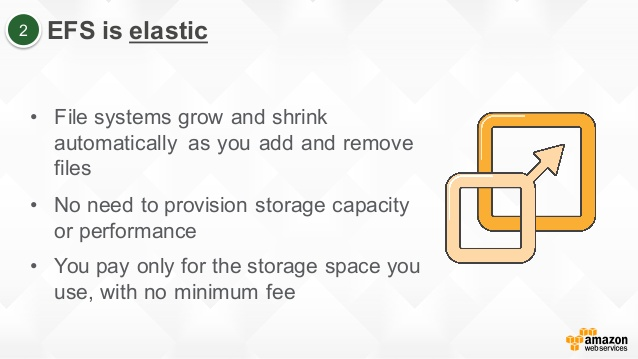 2
EFS is elastic
• File systems grow and shrink
automatically as you add and remove
files
• No need to provision storage capacity
or performance
• You pay only for the storage space you
use, with no minimum fee
amazon
web services